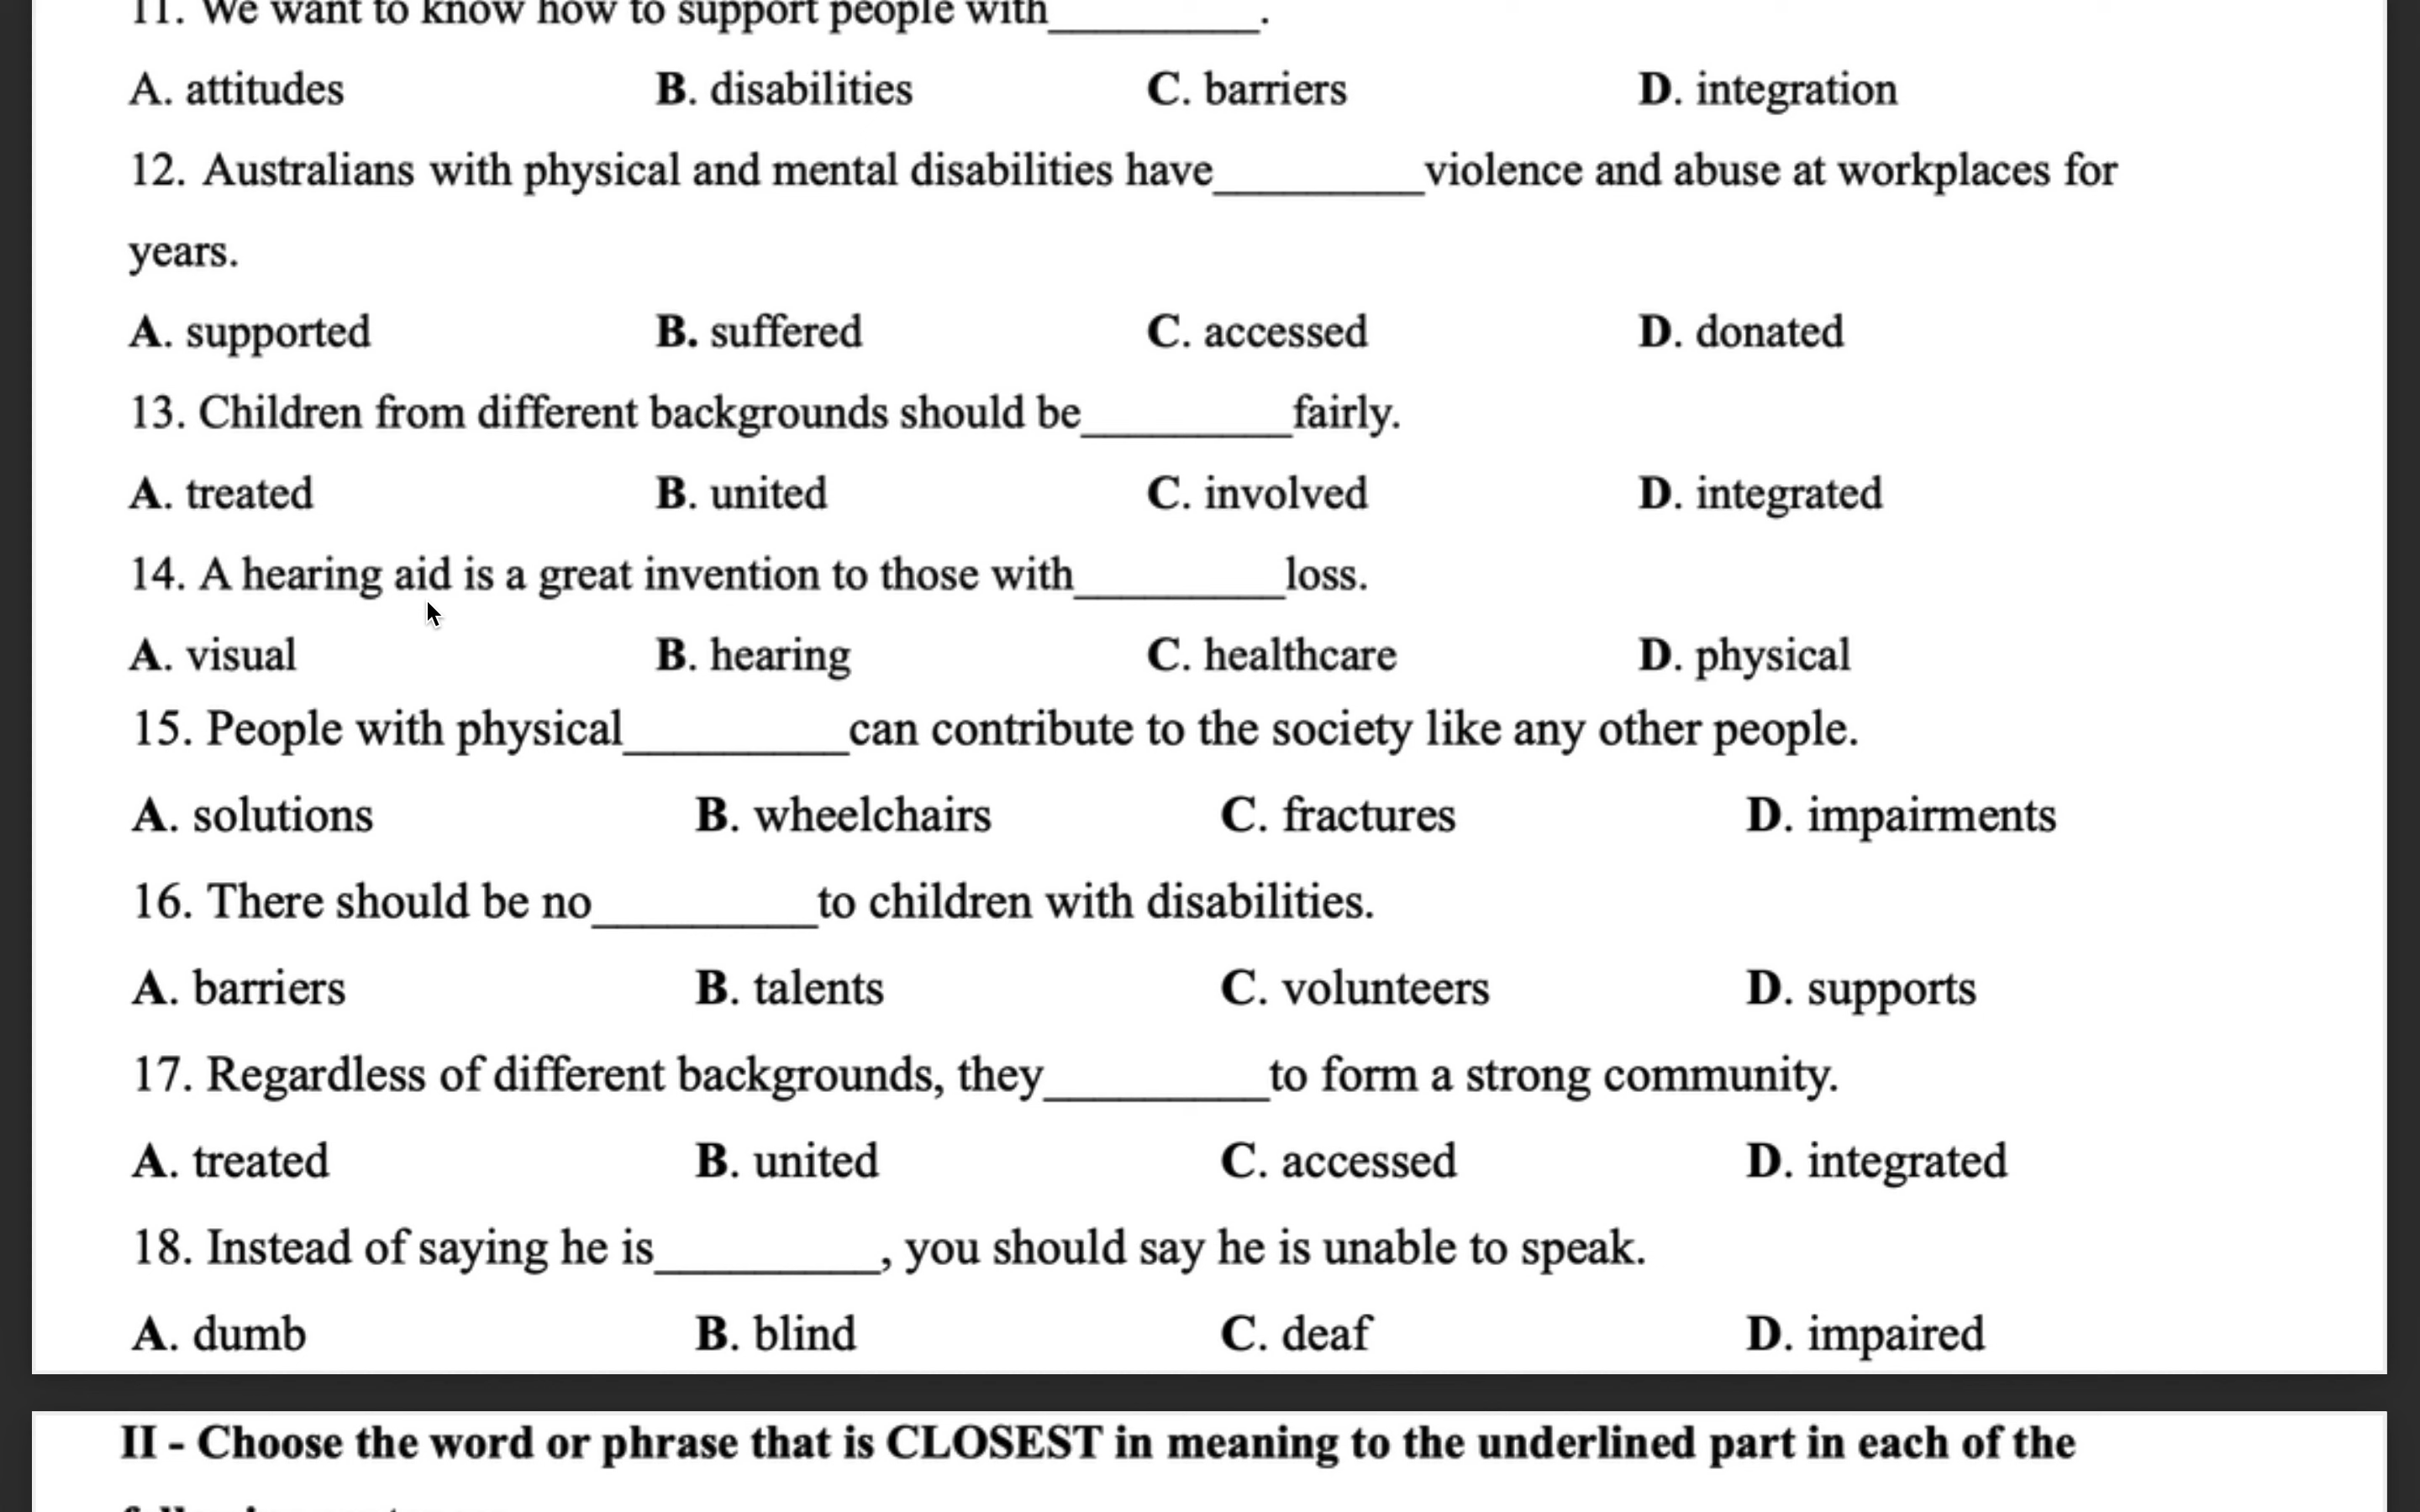 11. We want to know how to support people with_________.
A. attitudes B. disabilities C. barriers D. integration
12. Australians with physical and mental disabilities have_________violence and abuse at workplaces for
years.
A. supported B. suffered C. accessed D. donated
13. Children from different backgrounds should be_________fairly.
A. treated B. united C. involved D. integrated
14. A hearing aid is a great invention to those with_________loss.
A. visual B. hearing C. healthcare D. physical
15. People with physical_________can contribute to the society like any other people.
A. solutions B. wheelchairs C. fractures D. impairments
16. There should be no_________to children with disabilities.
A. barriers B. talents C. volunteers D. supports
17. Regardless of different backgrounds, they_________to form a strong community.
A. treated B. united C. accessed D. integrated
18. Instead of saying he is_________, you should say he is unable to speak.
A. dumb B. blind C. deaf D. impaired
II - Choose the word or phrase that is CLOSEST in meaning to the underlined part in each of the